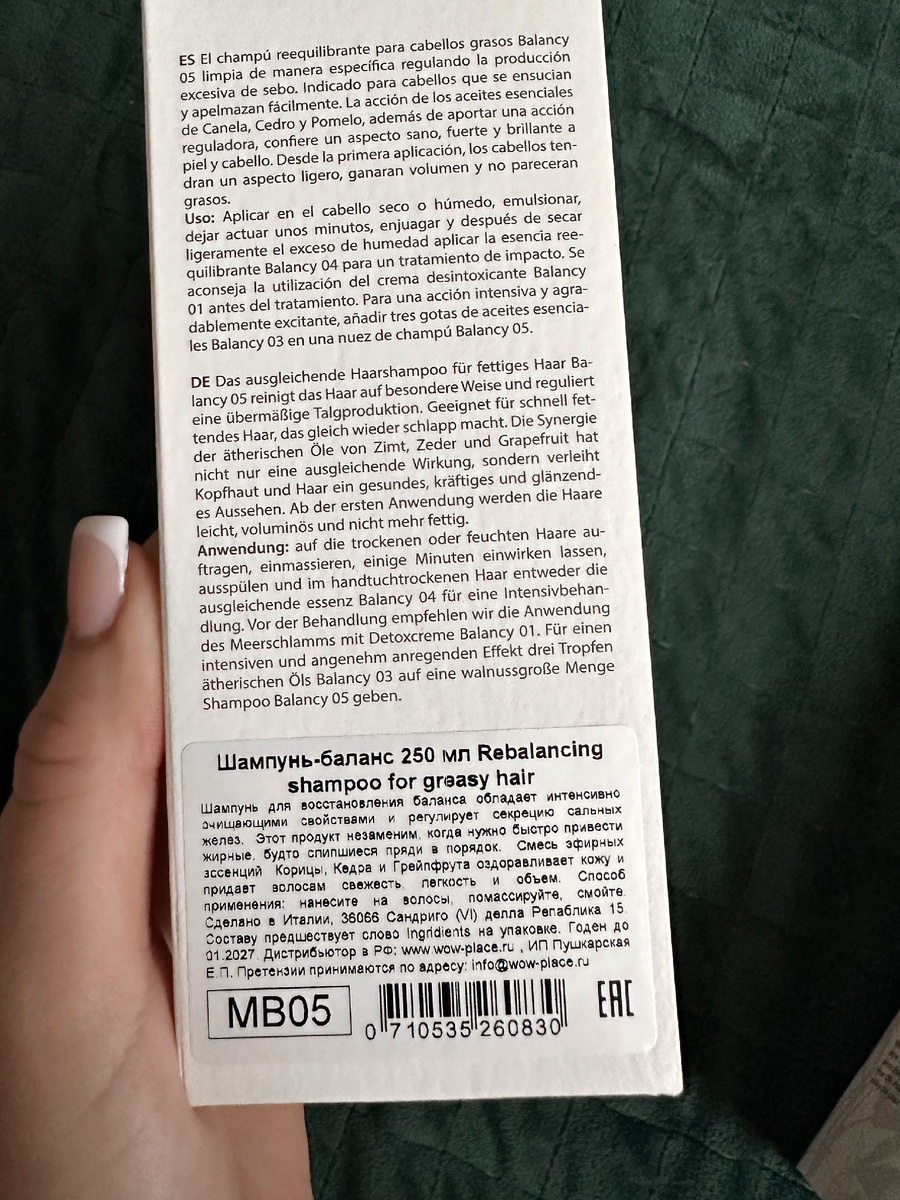 ES El champú reequilibrante para cabellos grasos Balancy
05 limpia de manera específica regulando la producción
excesiva de sebo. Indicado para cabellos que se ensucian
y apelmazan fácilmente. La acción de los aceites esenciales
de Canela, Cedro y Pomelo, además de aportar una acción
reguladora, confiere un aspecto sano, fuerte y brillante a
piel y cabello. Desde la primera aplicación, los cabellos ten-
dran un aspecto ligero, ganaran volumen y no pareceran
grasos.
Uso: Aplicar en el cabello seco o húmedo, emulsionar,
dejar actuar unos minutos, enjuagar y después de secar
ligeramente el exceso de humedad aplicar la esencia ree-
quilibrante Balancy 04 para un tratamiento de impacto. Se
aconseja la utilización del crema desintoxicante Balancy
01 antes del tratamiento. Para una acción intensiva y agra-
dablemente excitante, añadir tres gotas de aceites esencia-
les Balancy 03 en una nuez de champú Balancy 05.
DE Das ausgleichende Haarshampoo für fettiges Haar Ba-
lancy 05 reinigt das Haar auf besondere Weise und reguliert
eine übermäßige Talgproduktion. Geeignet für schnell fet-
tendes Haar, das gleich wieder schlapp macht. Die Synergie
der ätherischen Öle von Zimt, Zeder und Grapefruit hat
nicht nur eine ausgleichende Wirkung, sondern verleiht
Kopfhaut und Haar ein gesundes, kräftiges und glänzend-
es Aussehen. Ab der ersten Anwendung werden die Haare
leicht, voluminös und nicht mehr fettig.
Anwendung: auf die trockenen oder feuchten Haare au-
ftragen, einmassieren, einige Minuten einwirken lassen,
ausspülen und im handtuchtrockenen Haar entweder die
ausgleichende essenz Balancy 04 für eine Intensivbehan-
dlung. Vor der Behandlung empfehlen wir die Anwendung
des Meerschlamms mit Detoxcreme Balancy 01. Für einen
intensiven und angenehm anregenden Effekt drei Tropfen
ätherischen Öls Balancy 03 auf eine walnussgroße Menge
Shampoo Balancy 05 geben.
Шампунь-баланс 250 мл Rebalancing
shampoo for greasy hair
Шампунь для восстановления баланса обладает интенсивно
очищающими свойствами и регулирует секрецию сальных
желез. Этот продукт незаменим, когда нужно быстро привести
жирные, будто слипшиеся пряди в порядок. Смесь эфирных
эссенций Корицы, Кедра и Грейпфрута оздоравливает кожу и
придает волосам свежесть, легкость и объем. Способ
применения: нанесите на волосы, помассируйте, смойте.
Сделано в Италии, 36066 Сандриго (VI) делла Репаблика 15.
Составу предшествует слово Ingridients на упаковке. Годен до
01.2027. Дистрибьютор в РФ: www.wow-place.ru , ИП Пушкарская
Е.П. Претензии принимаются по адресу: info@wow-place.ru
MB05
0 710535 260830
EAC